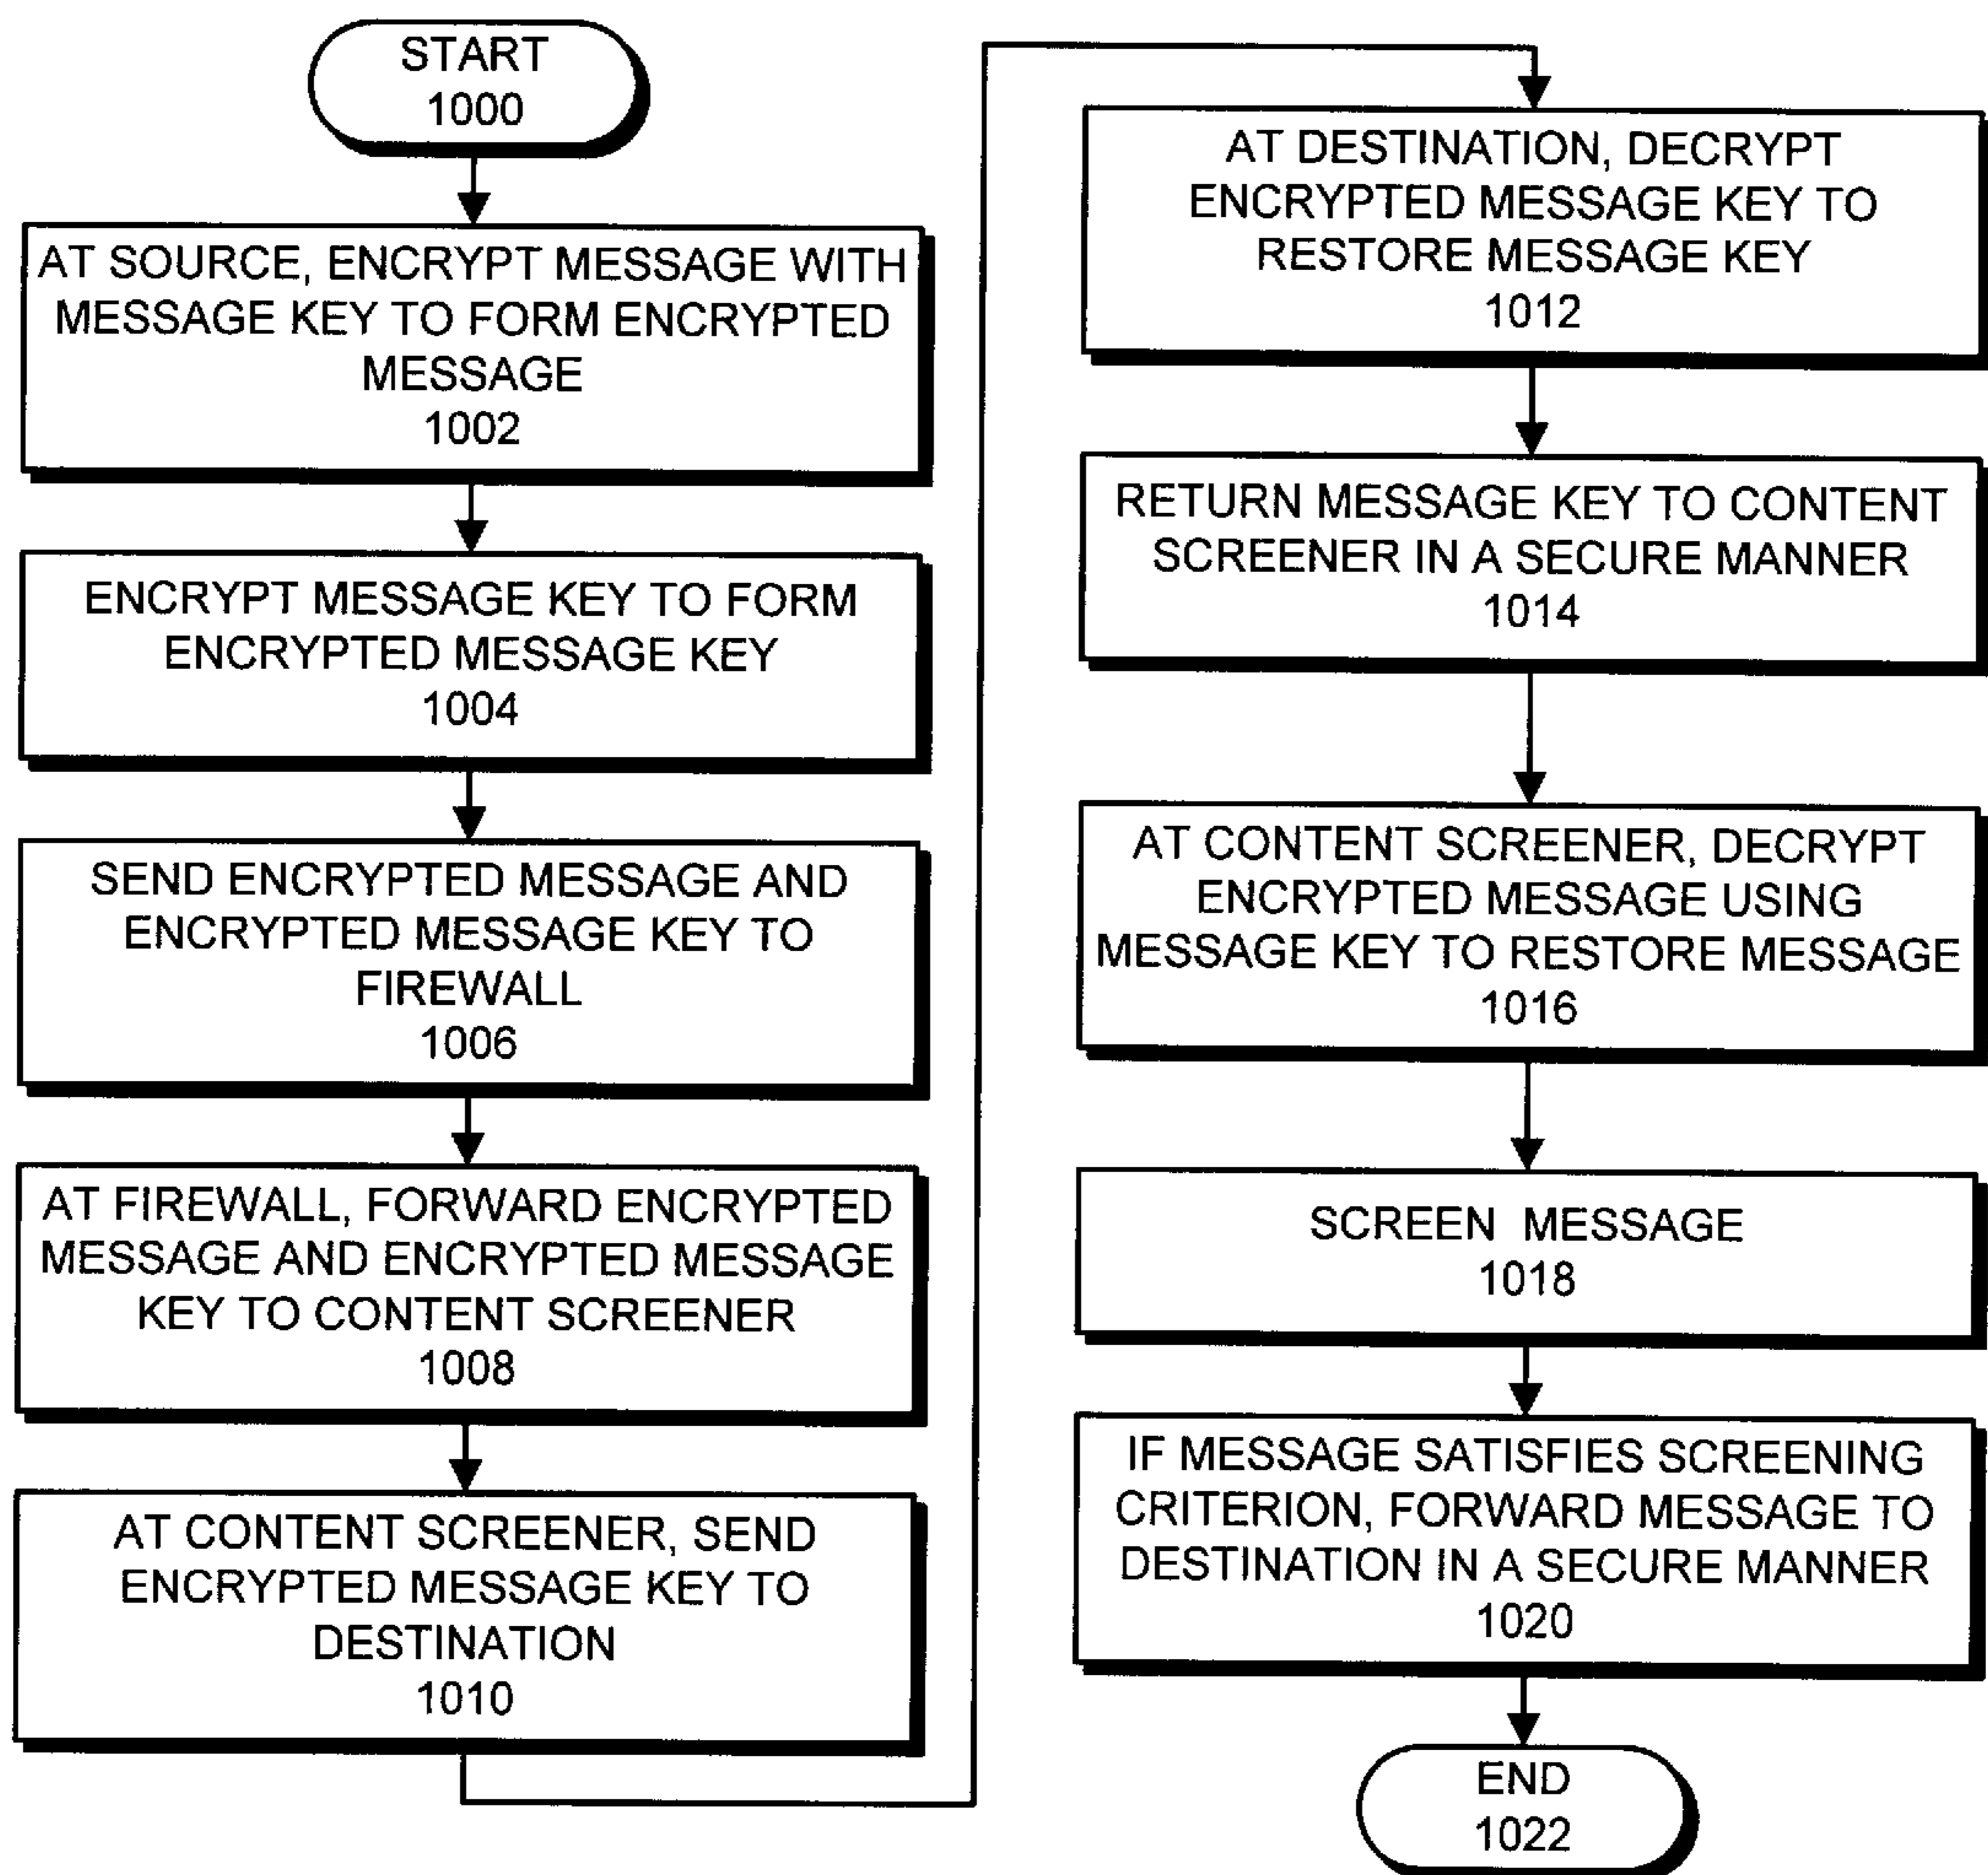 START
1000
AT SOURCE, ENCRYPT MESSAGE WITH
MESSAGE KEY TO FORM ENCRYPTED
MESSAGE
1002
ENCRYPT MESSAGE KEY TO FORM
ENCRYPTED MESSAGE KEY
1004
SEND ENCRYPTED MESSAGE AND
ENCRYPTED MESSAGE KEY TO
FIREWALL
1006
AT FIREWALL, FORWARD ENCRYPTED
MESSAGE AND ENCRYPTED MESSAGE
KEY TO CONTENT SCREENER
1008
AT CONTENT SCREENER, SEND
ENCRYPTED MESSAGE KEY TO
DESTINATION
1010
AT DESTINATION, DECRYPT
ENCRYPTED MESSAGE KEY TO
RESTORE MESSAGE KEY
1012
RETURN MESSAGE KEY TO CONTENT
SCREENER IN A SECURE MANNER
1014
AT CONTENT SCREENER, DECRYPT
ENCRYPTED MESSAGE USING
MESSAGE KEY TO RESTORE MESSAGE
1016
SCREEN MESSAGE
1018
IF MESSAGE SATISFIES SCREENING
CRITERION, FORWARD MESSAGE TO
DESTINATION IN A SECURE MANNER
1020
END
1022